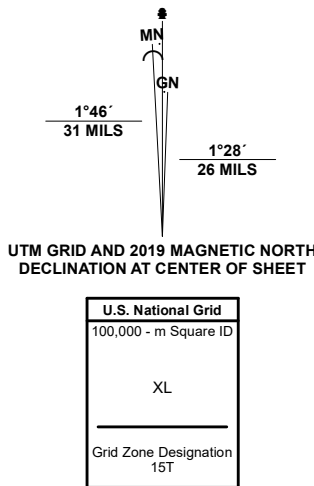 MN
GN
1°46´
31 MILS
1°28´
26 MILS
UTM GRID AND 2019 MAGNETIC NORTH
DECLINATION AT CENTER OF SHEET
U.S. National Grid
100,000 - m Square ID
XL
Grid Zone Designation
15T